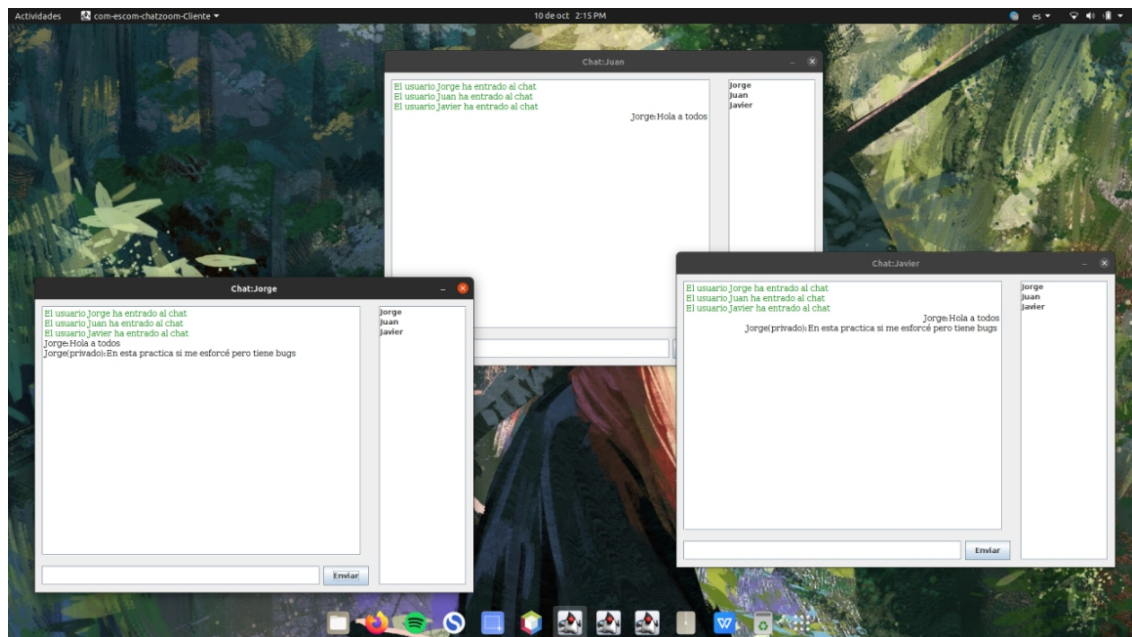 Actividades
com-escom-chatzoom-Cliente
10 de oct 2:15 PM
es
Chat:Juan
El usuario Jorge ha entrado al chat
El usuario Juan ha entrado al chat
El usuario Javier ha entrado al chat
Jorge:Hola a todos
Jorge
Juan
Javier
Chat:Jorge
El usuario Jorge ha entrado al chat
El usuario Juan ha entrado al chat
El usuario Javier ha entrado al chat
Jorge:Hola a todos
Jorge(privado):En esta practica si me esforcé pero tiene bugs
Jorge
Juan
Javier
Enviar
Chat:Javier
El usuario Jorge ha entrado al chat
El usuario Juan ha entrado al chat
El usuario Javier ha entrado al chat
Jorge:Hola a todos
Jorge(privado):En esta practica si me esforcé pero tiene bugs
Jorge
Juan
Javier
Enviar